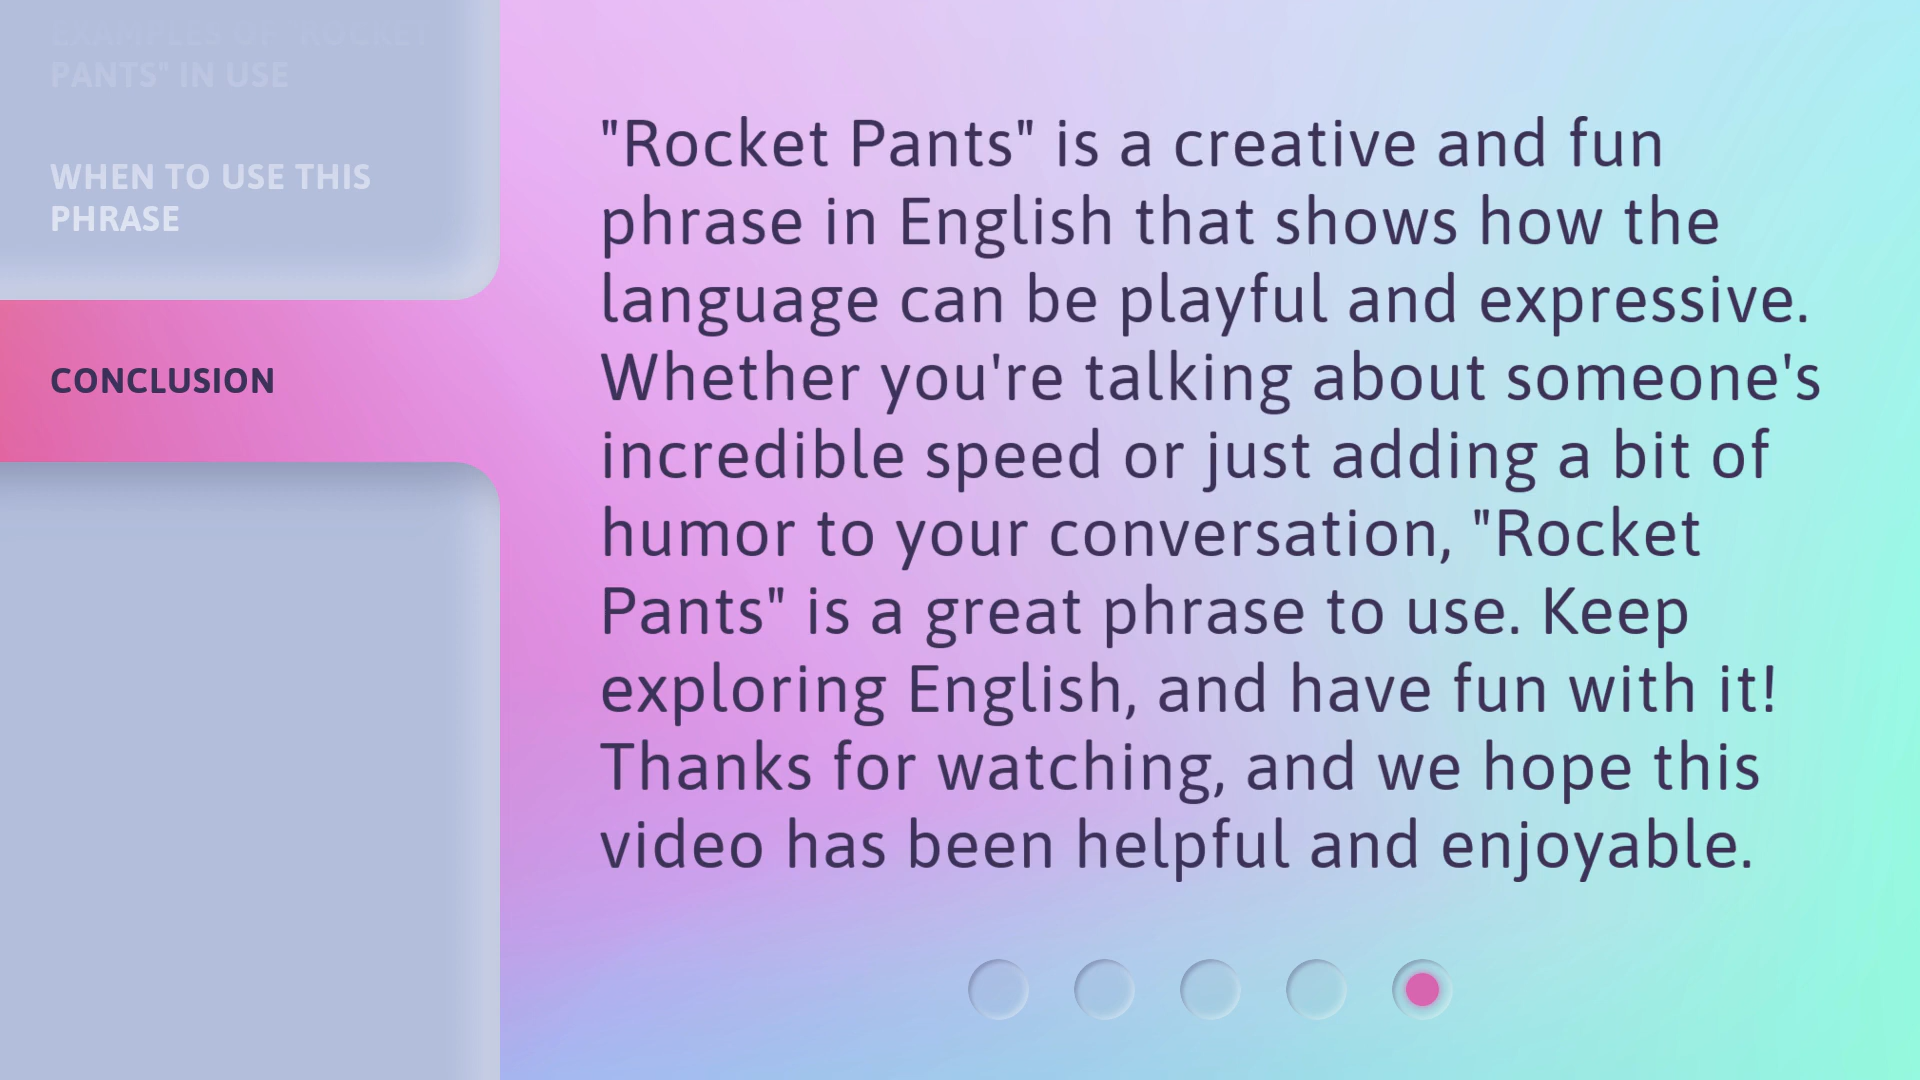 EXAMPLES OF "ROCKET
PANTS" IN USE
WHEN TO USE THIS
PHRASE
CONCLUSION
"Rocket Pants" is a creative and fun
phrase in English that shows how the
language can be playful and expressive.
Whether you're talking about someone's
incredible speed or just adding a bit of
humor to your conversation, "Rocket
Pants" is a great phrase to use. Keep
exploring English, and have fun with it!
Thanks for watching, and we hope this
video has been helpful and enjoyable.